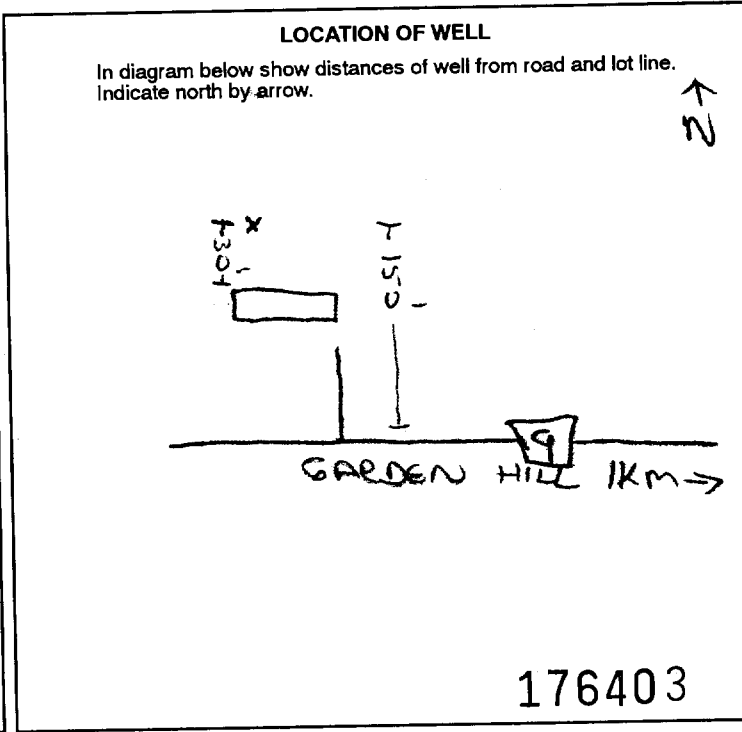 LOCATION OF WELL
In diagram below show distances of well from road and lot line.
Indicate north by arrow.
N
x
30'
150'
9
GARDEN HILL 1KM →
176403